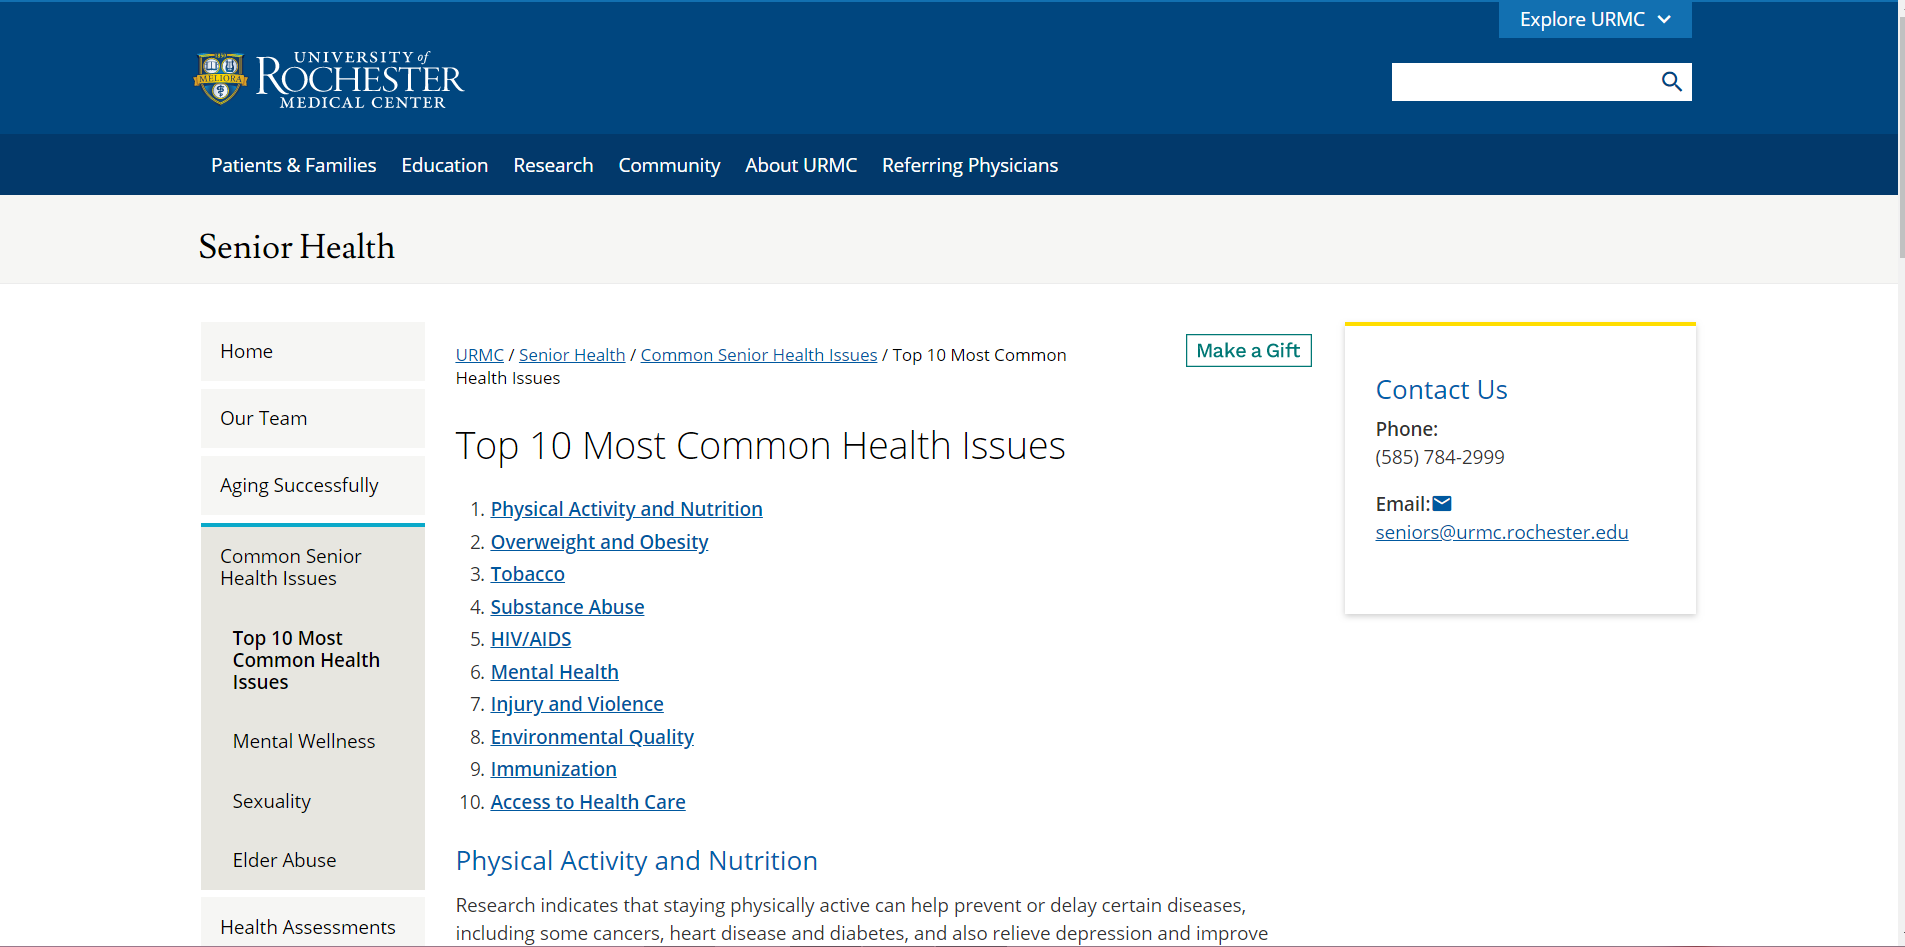 Explore URMC
MELIORA
UNIVERSITY of
ROCHESTER
MEDICAL CENTER
Patients & Families Education Research Community About URMC Referring Physicians
Senior Health
Home
Our Team
Aging Successfully
Common Senior
Health Issues
Top 10 Most
Common Health
Issues
Mental Wellness
Sexuality
Elder Abuse
Health Assessments
URMC / Senior Health / Common Senior Health Issues / Top 10 Most Common
Health Issues
Make a Gift
Top 10 Most Common Health Issues
1. Physical Activity and Nutrition
2. Overweight and Obesity
3. Tobacco
4. Substance Abuse
5. HIV/AIDS
6. Mental Health
7. Injury and Violence
8. Environmental Quality
9. Immunization
10. Access to Health Care
Physical Activity and Nutrition
Research indicates that staying physically active can help prevent or delay certain diseases,
including some cancers, heart disease and diabetes, and also relieve depression and improve
Contact Us
Phone:
(585) 784-2999
Email:
seniors@urmc.rochester.edu